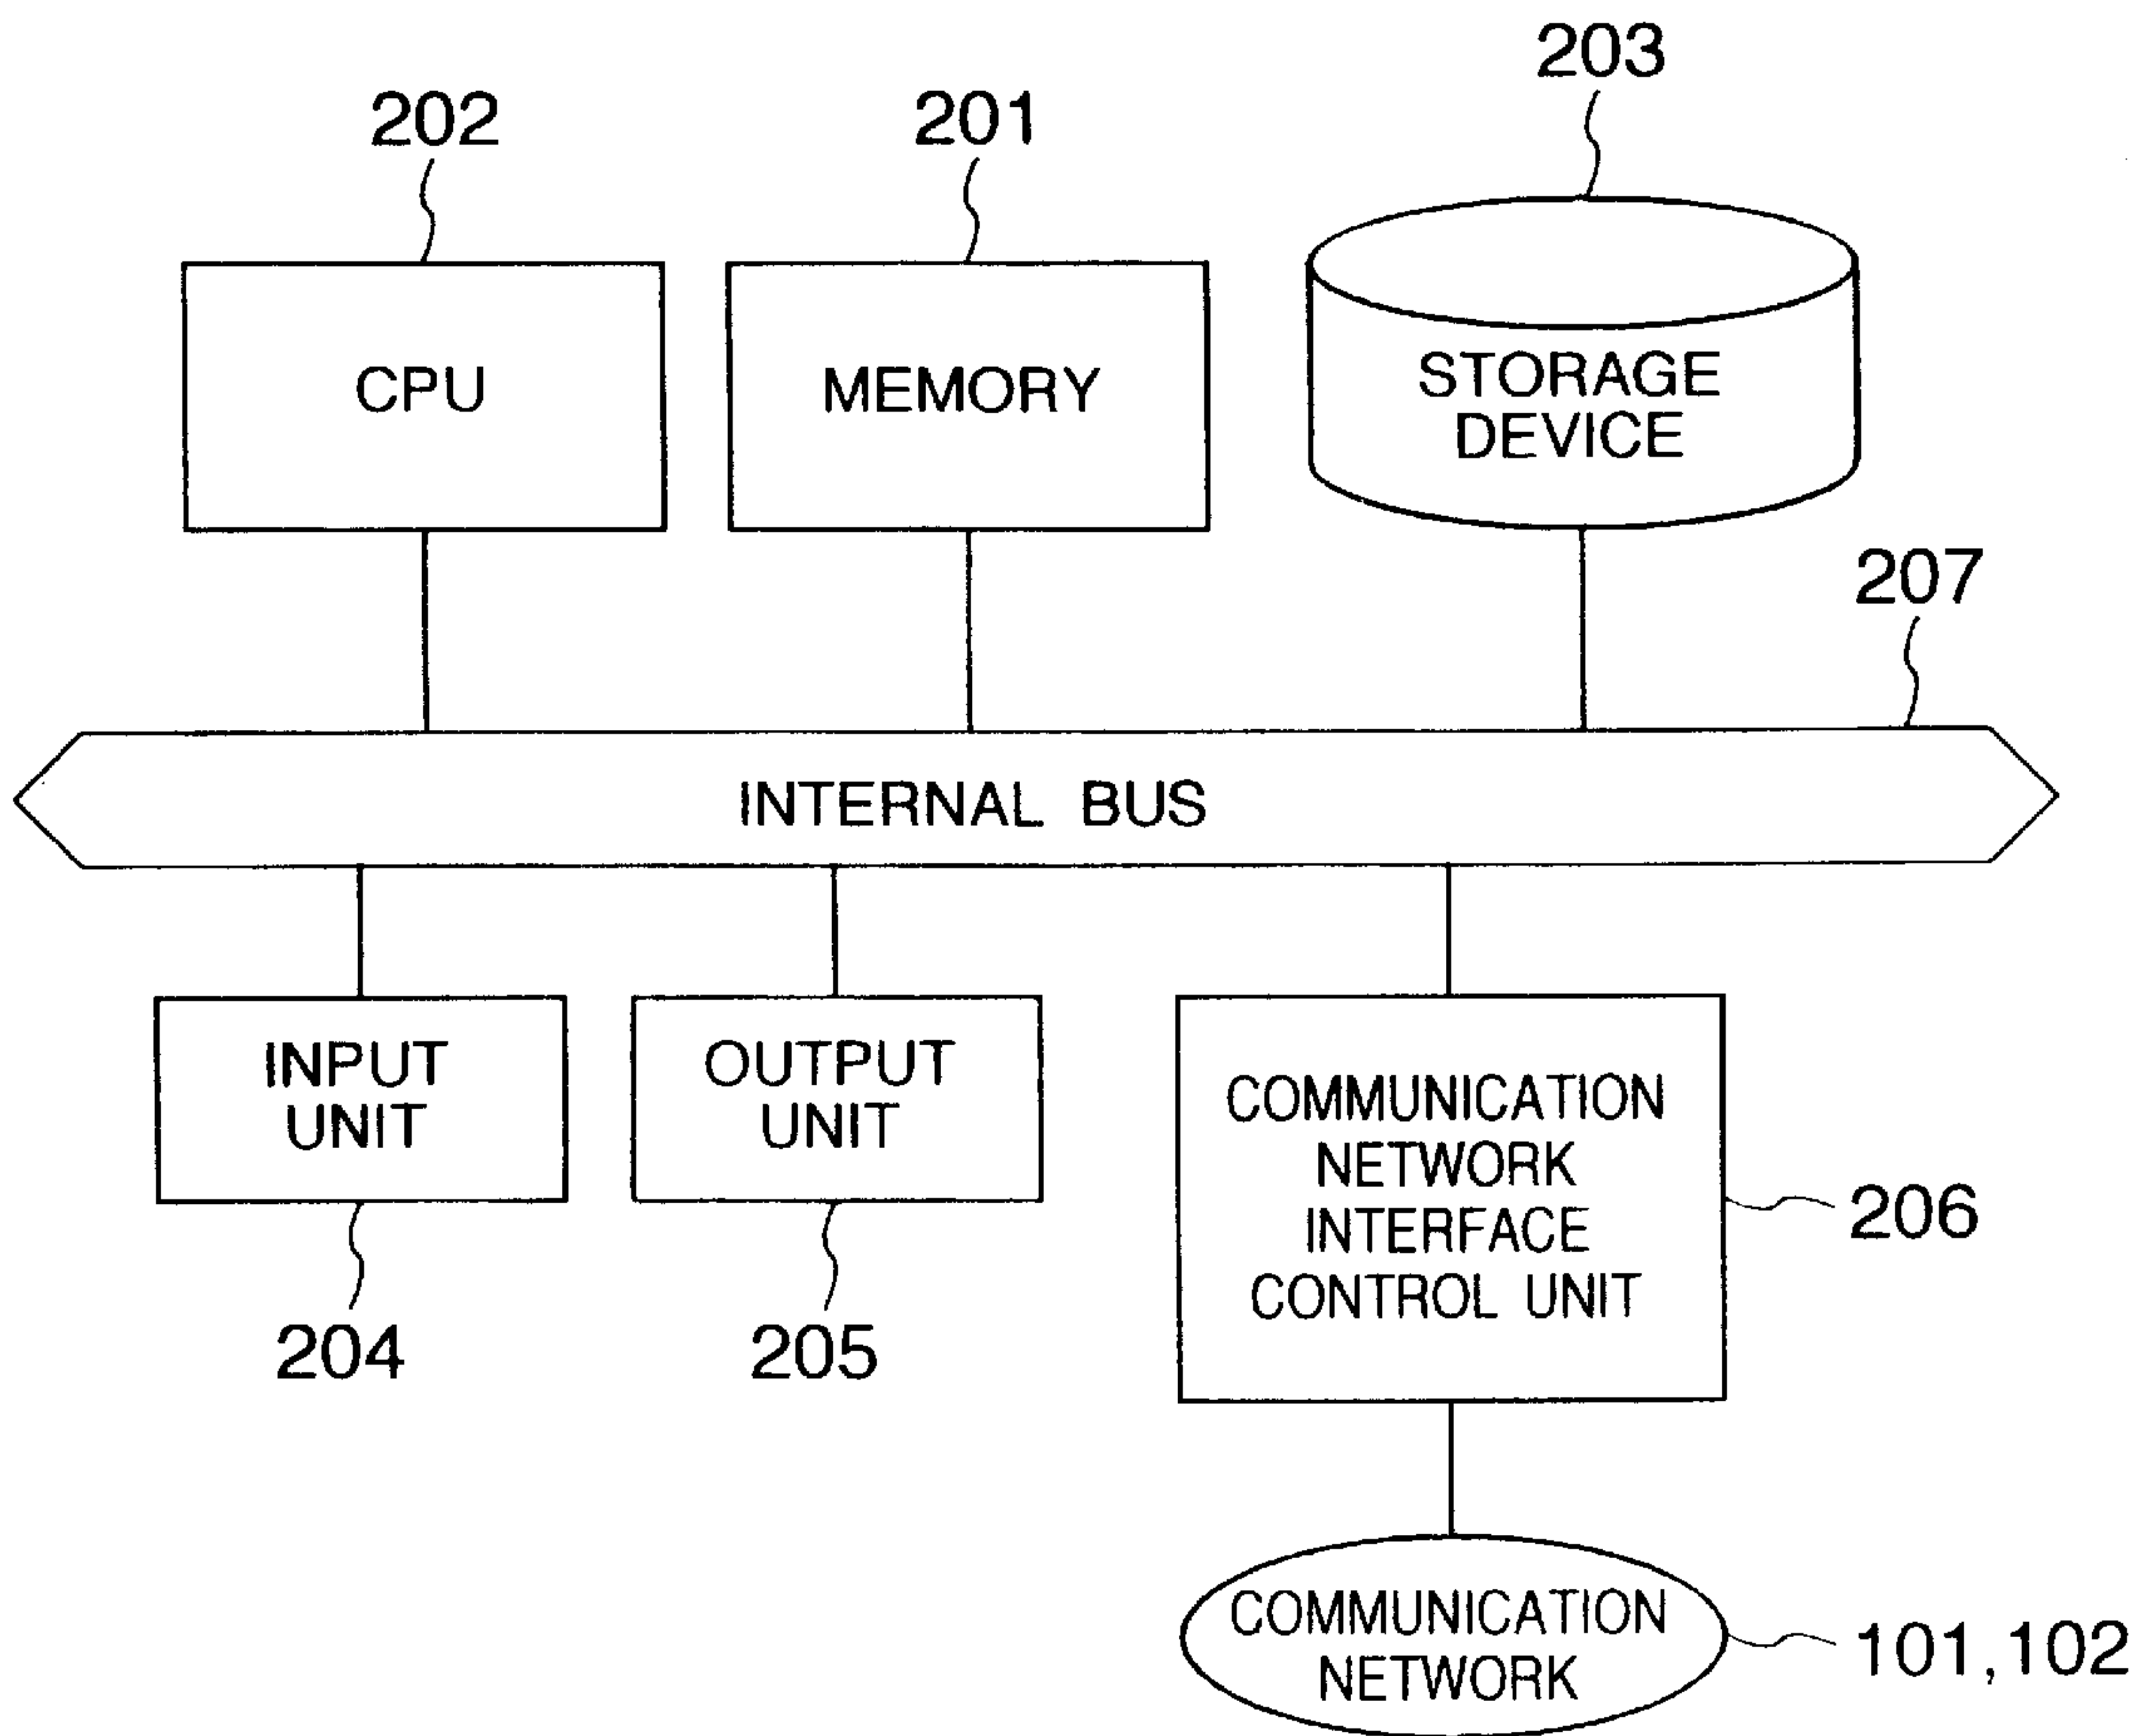 203
202
201
CPU
MEMORY
STORAGE
DEVICE
207
INTERNAL BUS
INPUT
UNIT
OUTPUT
UNIT
COMMUNICATION
NETWORK
INTERFACE
CONTROL UNIT
206
204
205
COMMUNICATION
NETWORK
101,102